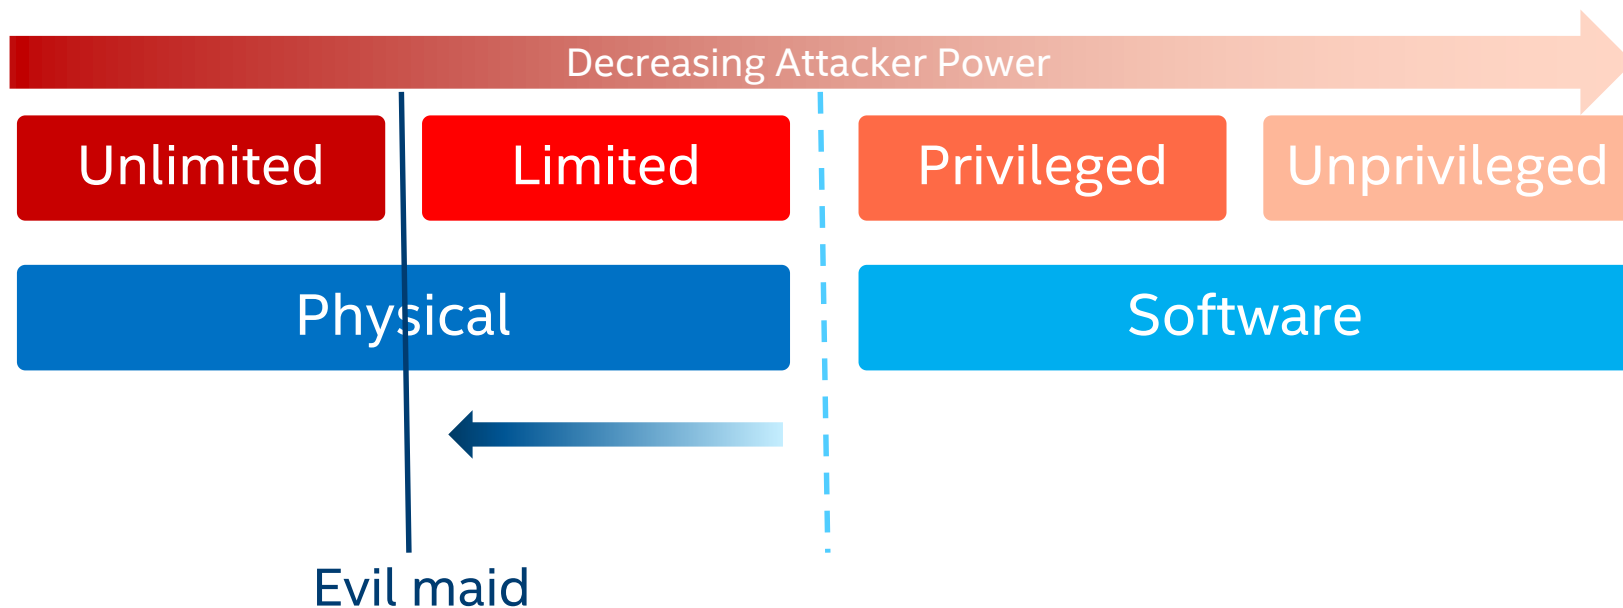 Decreasing Attacker Power
Unlimited
Limited
Privileged
Unprivileged
Physical
Software
Evil maid